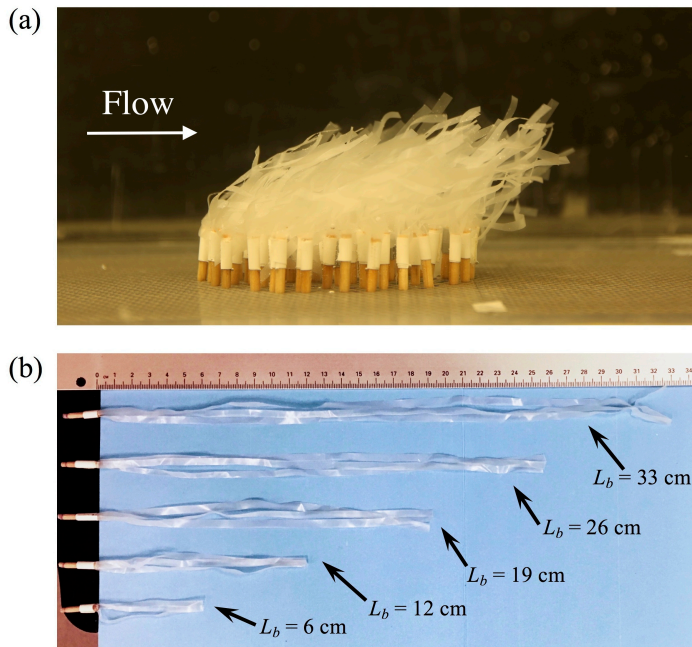 (a)
Flow
(b)
0 cm 1 2 3 4 5 6 7 8 9 10 11 12 13 14 15 16 17 18 19 20 21 22 23 24 25 26 27 28 29 30 31 32 33 34
L_b = 33 cm
L_b = 26 cm
L_b = 19 cm
L_b = 12 cm
L_b = 6 cm